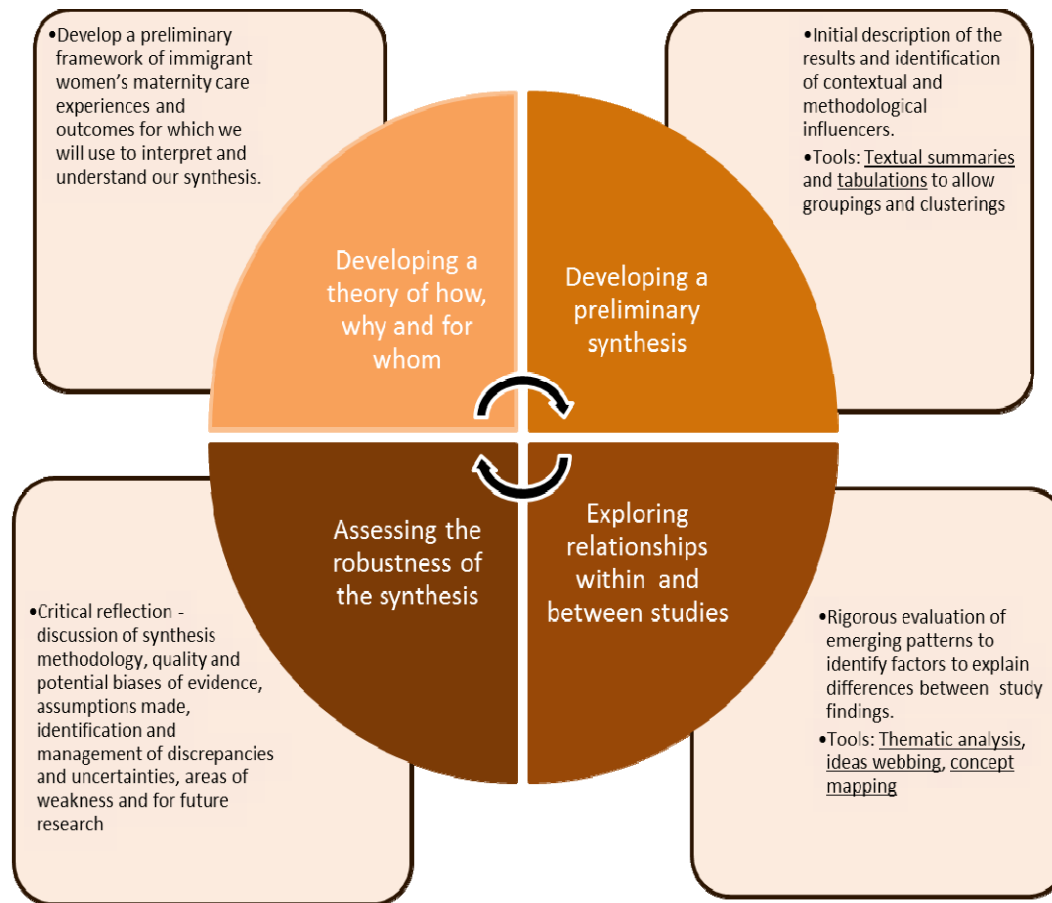 •Develop a preliminary
framework of immigrant
women's maternity care
experiences and
outcomes for which we
will use to interpret and
understand our synthesis.
•Initial description of the
results and identification
of contextual and
methodological
influencers.
•Tools: Textual summaries
and tabulations to allow
groupings and clusterings
Developing a
theory of how,
why and for
whom
Developing a
preliminary
synthesis
Assessing the
robustness of
the synthesis
Exploring
relationships
within and
between studies
•Critical reflection -
discussion of synthesis
methodology, quality and
potential biases of evidence,
assumptions made,
identification and
management of discrepancies
and uncertainties, areas of
weakness and for future
research
•Rigorous evaluation of
emerging patterns to
identify factors to explain
differences between study
findings.
•Tools: Thematic analysis,
ideas webbing, concept
mapping